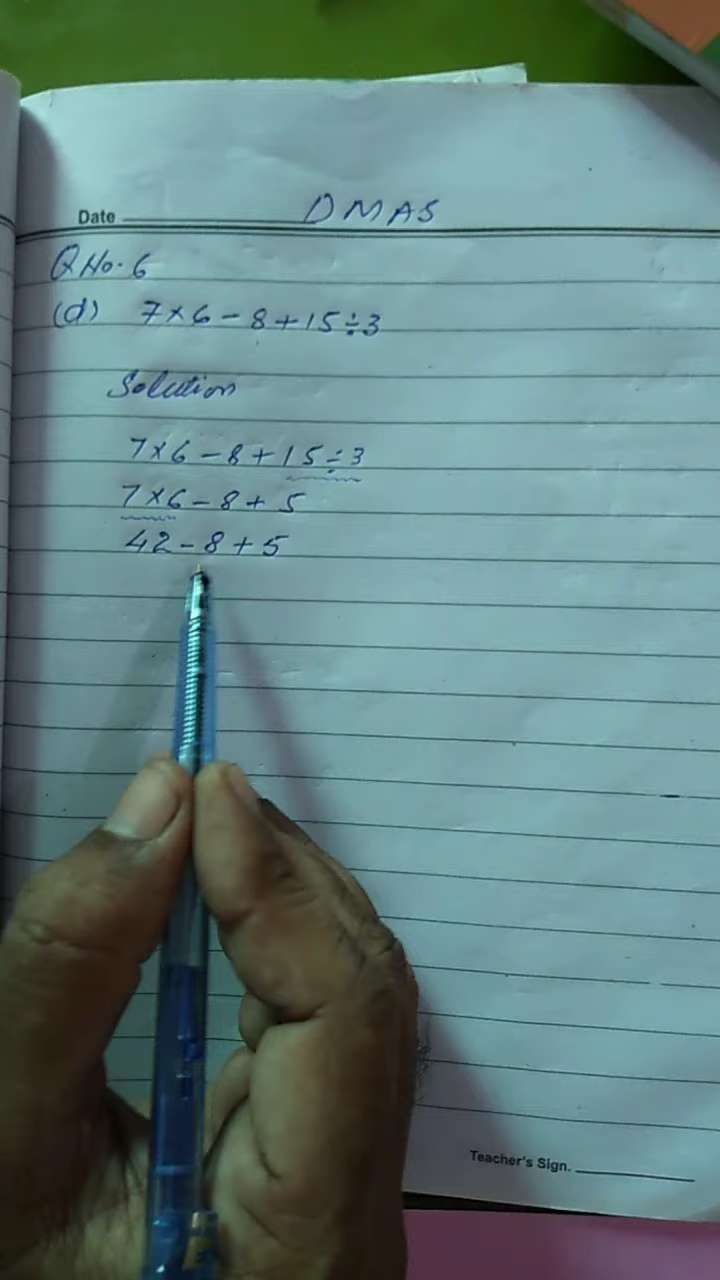 DMAS
Date
Q No. 6
(d) 7×6-8+15÷3
Solution
7×6-8+15÷3
7×6-8+5
42-8+5
Teacher's Sign.